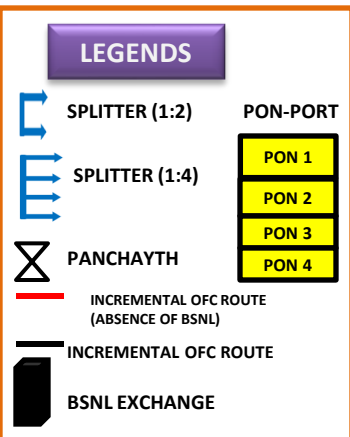 LEGENDS
SPLITTER (1:2)
PON-PORT
PON 1
SPLITTER (1:4)
PON 2
PON 3
PANCHAYTH
PON 4
INCREMENTAL OFC ROUTE
(ABSENCE OF BSNL)
INCREMENTAL OFC ROUTE
BSNL EXCHANGE